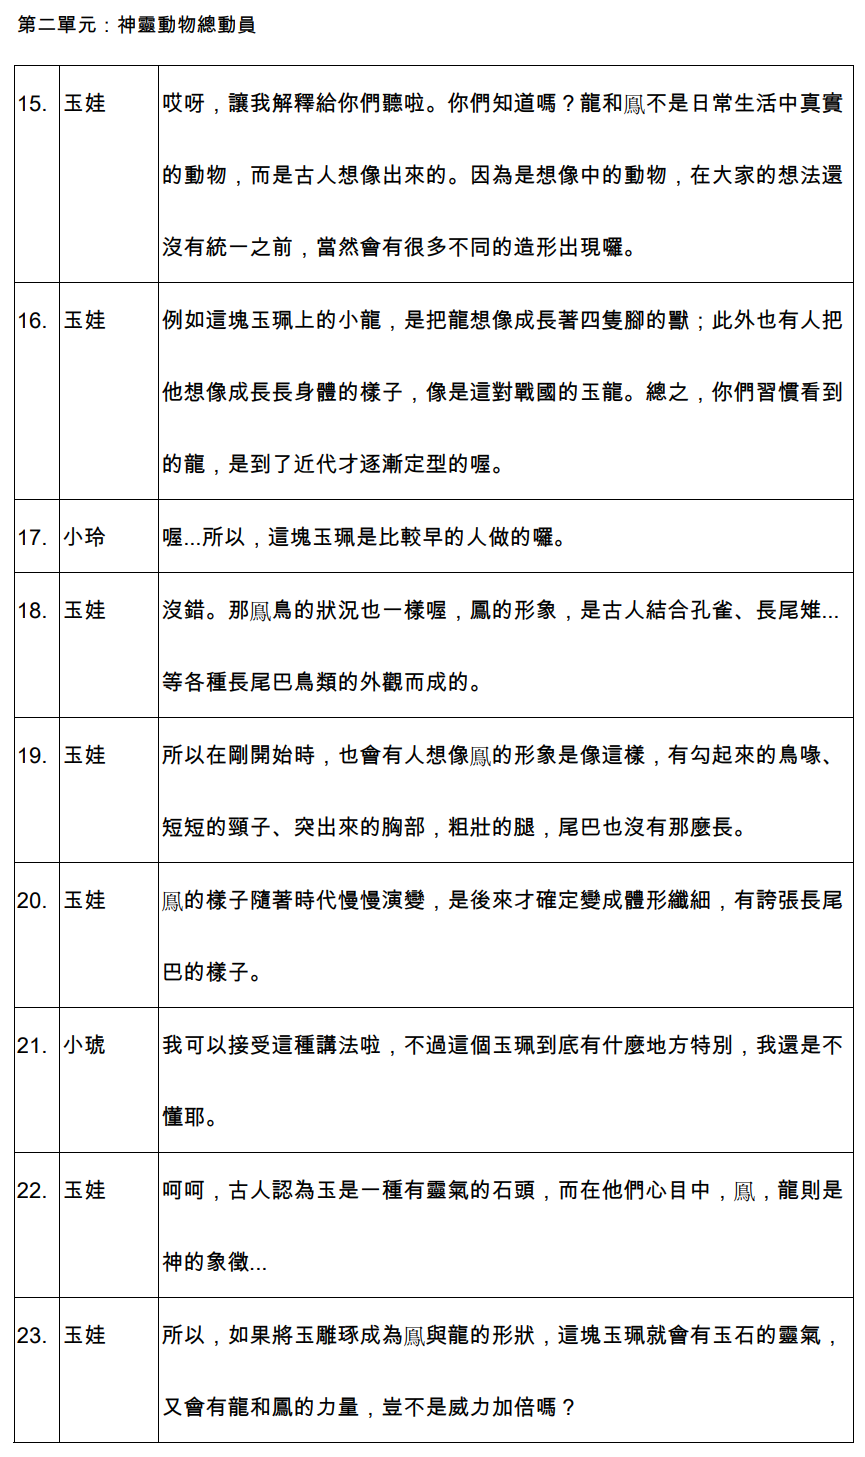 第二單元：神靈動物總動員
15. 玉娃 哎呀，讓我解釋給你們聽啦。你們知道嗎？龍和鳳不是日常生活中真實
的動物，而是古人想像出來的。因為是想像中的動物，在大家的想法還
沒有統一之前，當然會有很多不同的造形出現囉。
16. 玉娃 例如這塊玉珮上的小龍，是把龍想像成長著四隻腳的獸；此外也有人把
他想像成長長身體的樣子，像是這對戰國的玉龍。總之，你們習慣看到
的龍，是到了近代才逐漸定型的喔。
17. 小玲 喔...所以，這塊玉珮是比較早的人做的囉。
18. 玉娃 沒錯。那鳳鳥的狀況也一樣喔，鳳的形象，是古人結合孔雀、長尾雉...
等各種長尾巴鳥類的外觀而成的。
19. 玉娃 所以在剛開始時，也會有人想像鳳的形象是像這樣，有勾起來的鳥喙、
短短的頸子、突出來的胸部，粗壯的腿，尾巴也沒有那麼長。
20. 玉娃 鳳的樣子隨著時代慢慢演變，是後來才確定變成體形纖細，有誇張長尾
巴的樣子。
21. 小琥 我可以接受這種講法啦，不過這個玉珮到底有什麼地方特別，我還是不
懂耶。
22. 玉娃 呵呵，古人認為玉是一種有靈氣的石頭，而在他們心目中，鳳，龍則是
神的象徵...
23. 玉娃 所以，如果將玉雕琢成為鳳與龍的形狀，這塊玉珮就會有玉石的靈氣，
又會有龍和鳳的力量，豈不是威力加倍嗎？